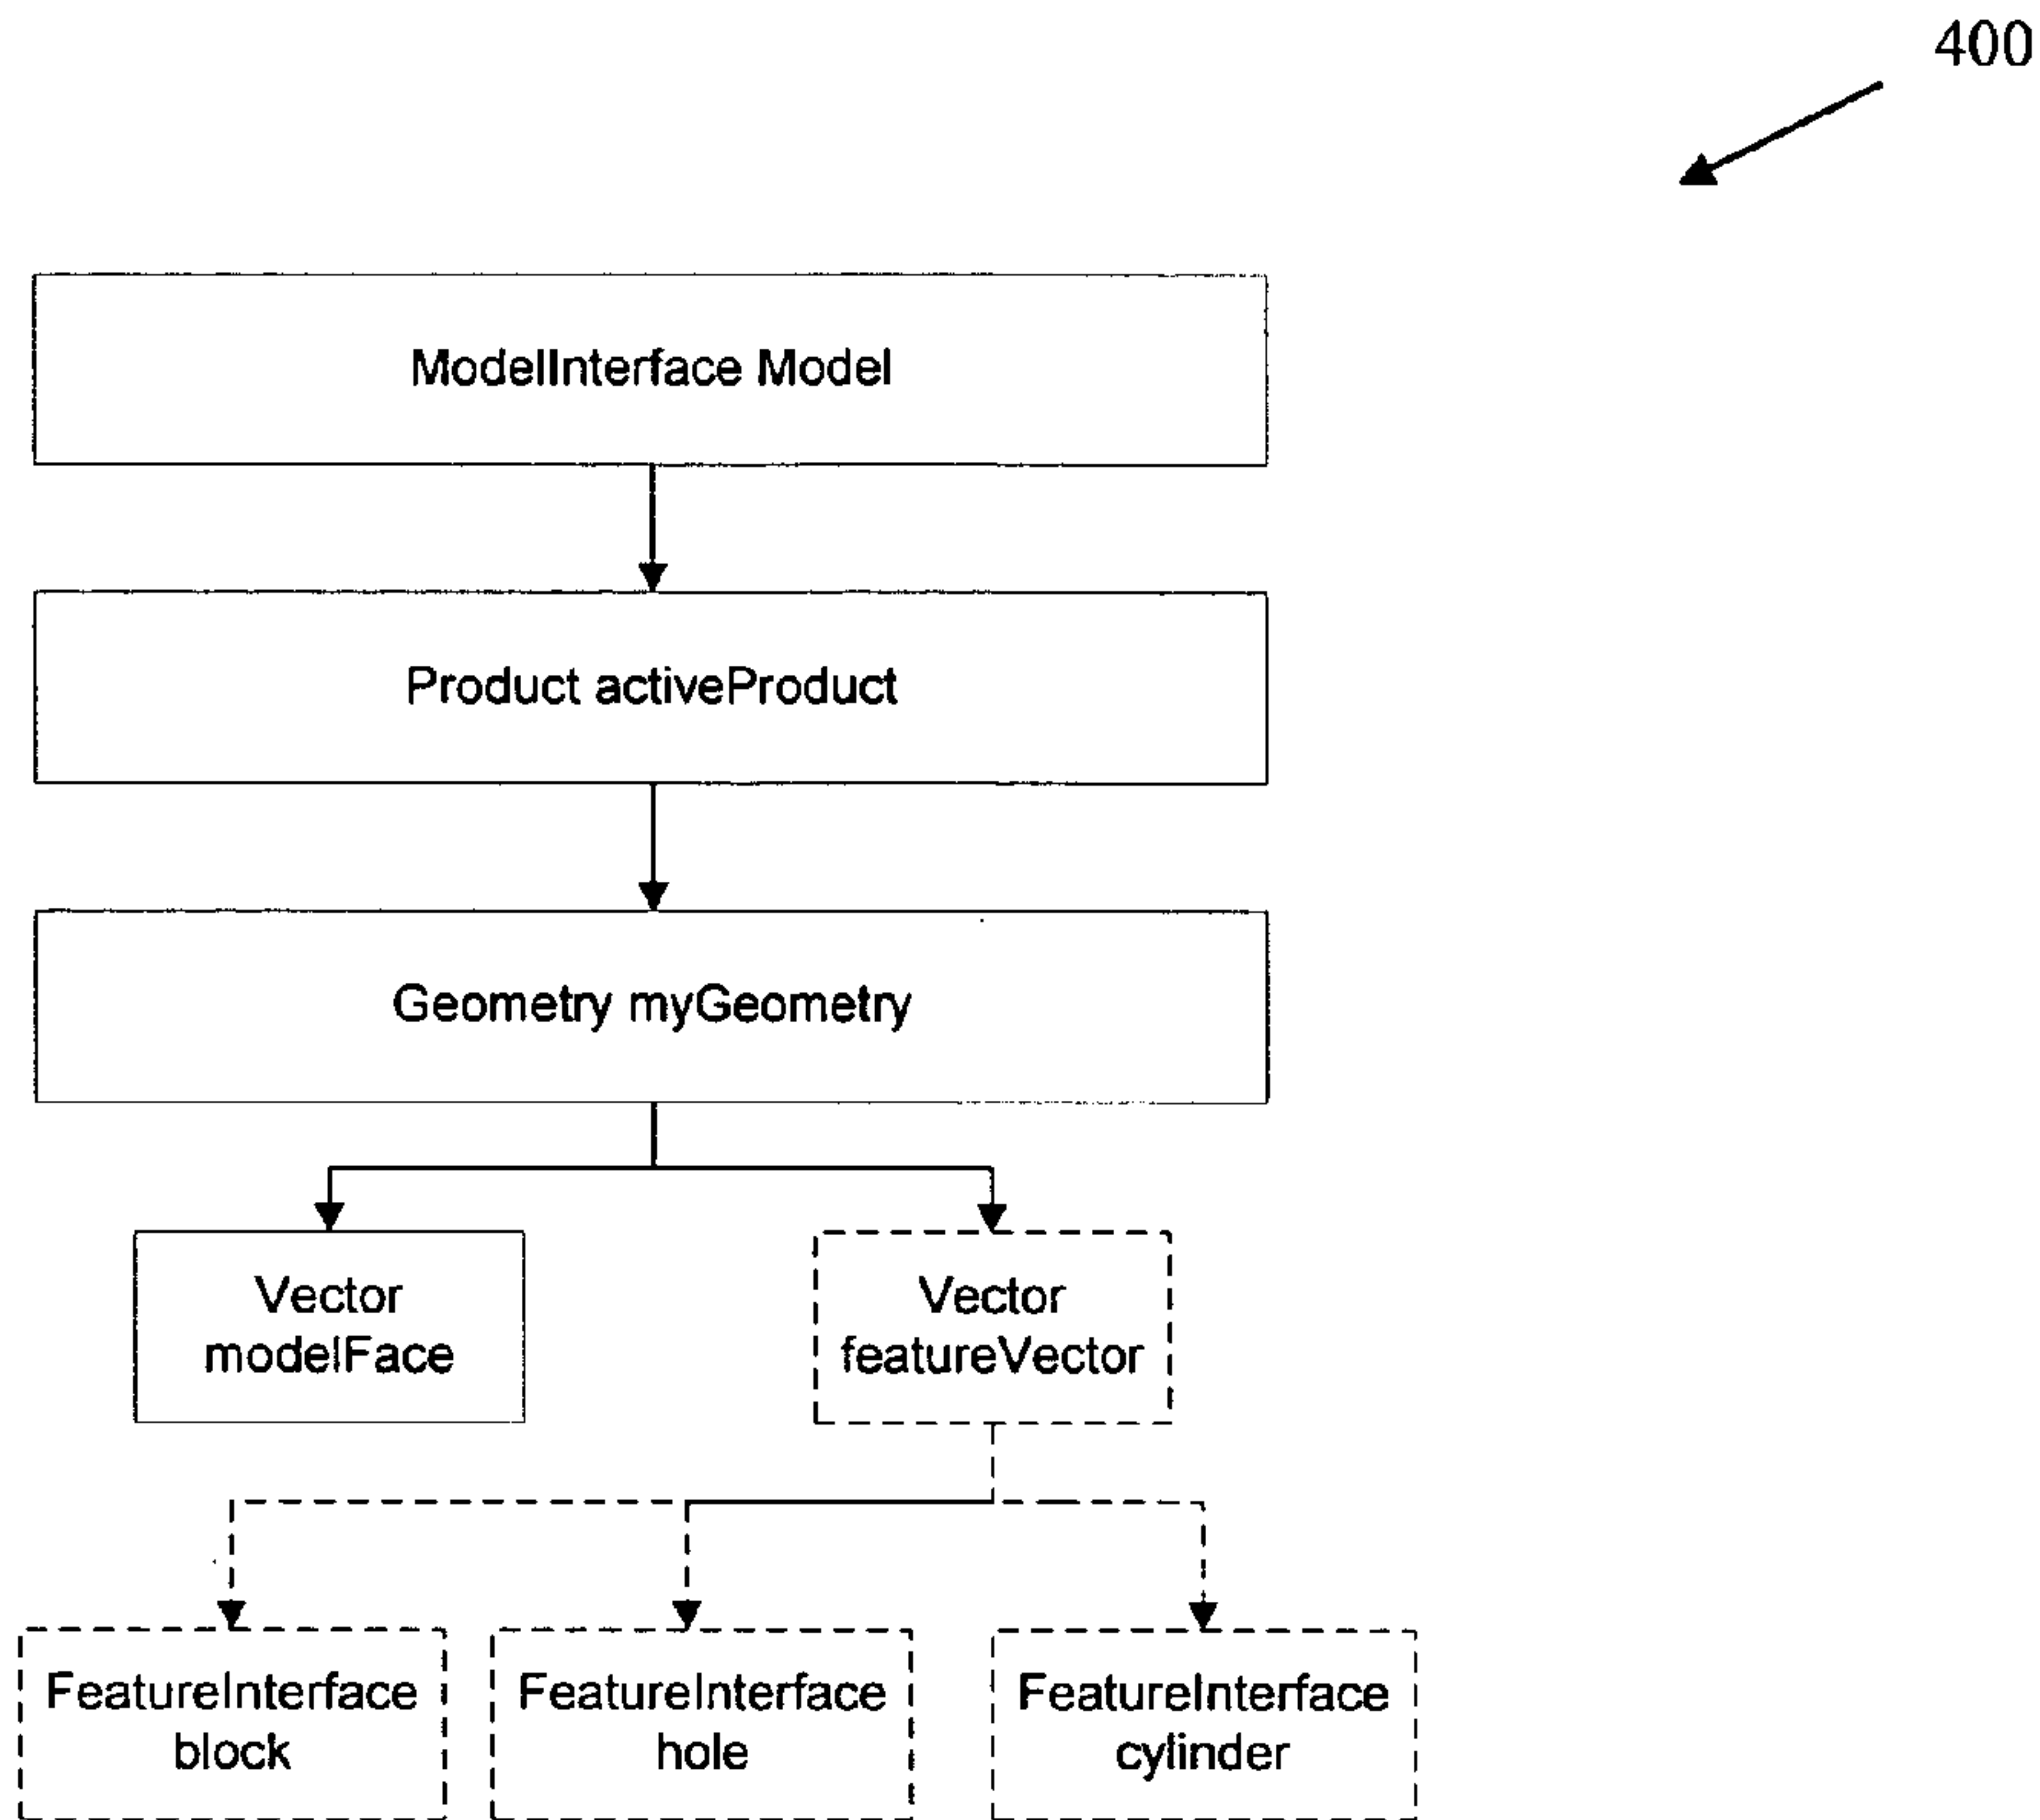 400
ModelInterface Model
Product activeProduct
Geometry myGeometry
Vector
modelFace
Vector
featureVector
FeatureInterface
block
FeatureInterface
hole
FeatureInterface
cylinder